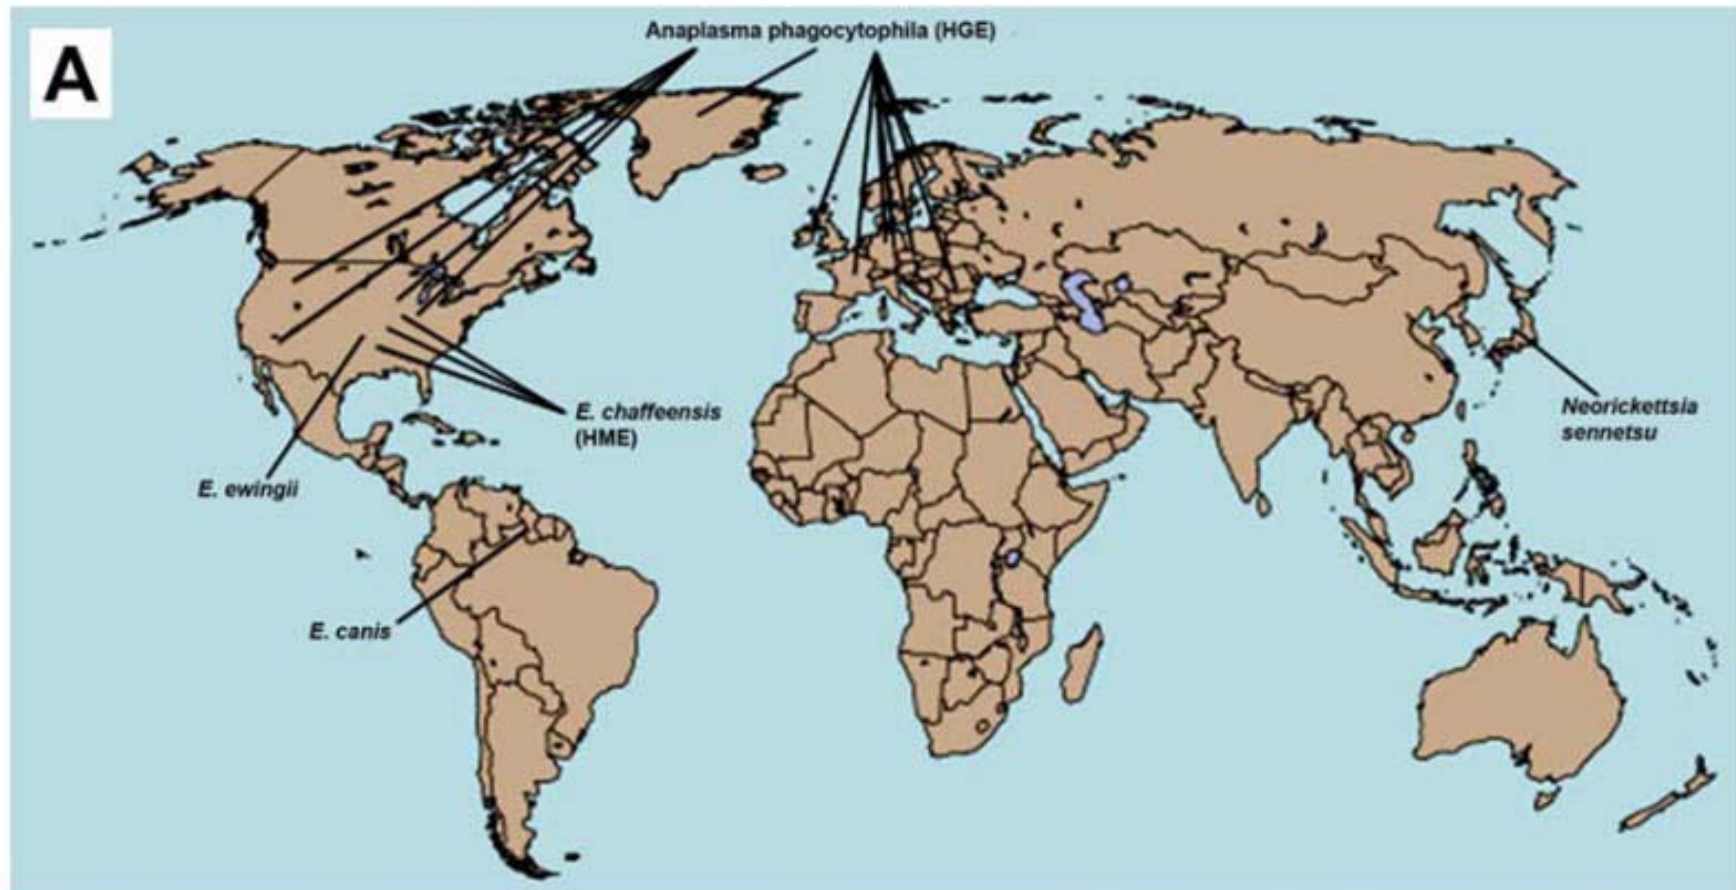 A
Anaplasma phagocytophila (HGE)
E. chaffeensis
(HME)
Neorickettsia
sennetsu
E. ewingii
E. canis